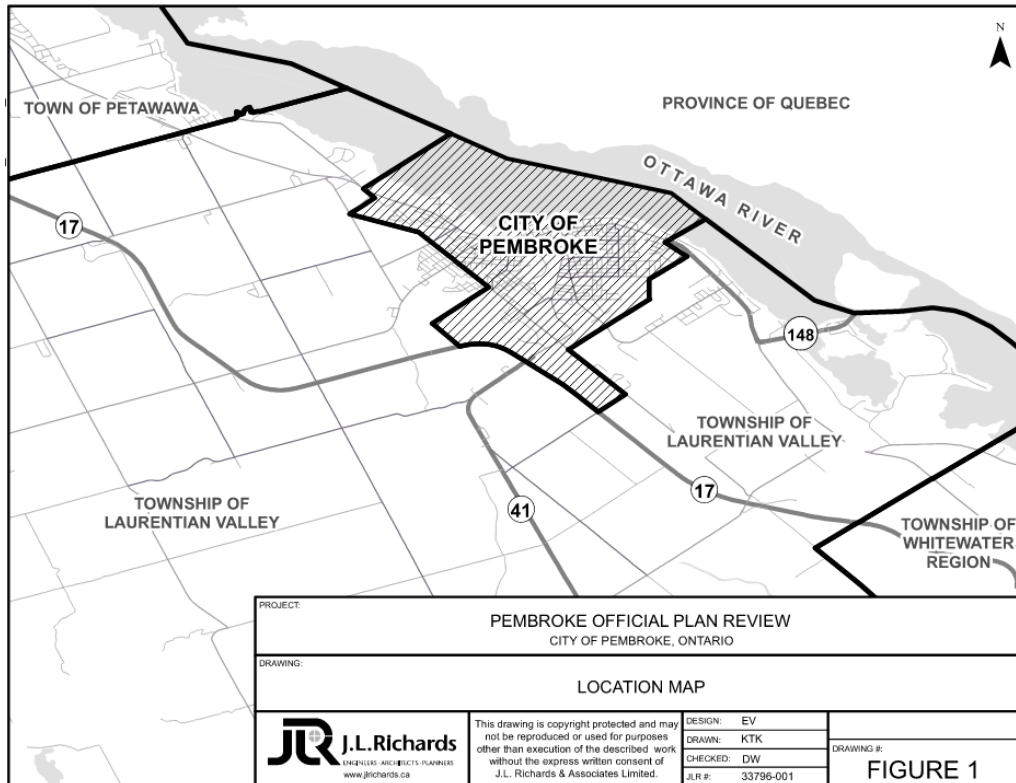 N
TOWN OF PETAWAWA
PROVINCE OF QUEBEC
OTTAWA RIVER
17
CITY OF
PEMBROKE
148
TOWNSHIP OF
LAURENTIAN VALLEY
17
TOWNSHIP OF
LAURENTIAN VALLEY
41
TOWNSHIP OF
WHITEWATER
REGION
PROJECT:
PEMBROKE OFFICIAL PLAN REVIEW
CITY OF PEMBROKE, ONTARIO
DRAWING:
LOCATION MAP
JLR J.L.Richards
ENGINEERS · ARCHITECTS · PLANNERS
www.jlrichards.ca
This drawing is copyright protected and may
not be reproduced or used for purposes
other than execution of the described work
without the express written consent of
J.L. Richards & Associates Limited.
DESIGN: EV
DRAWN: KTK
CHECKED: DW
JLR #: 33796-001
DRAWING #:
FIGURE 1